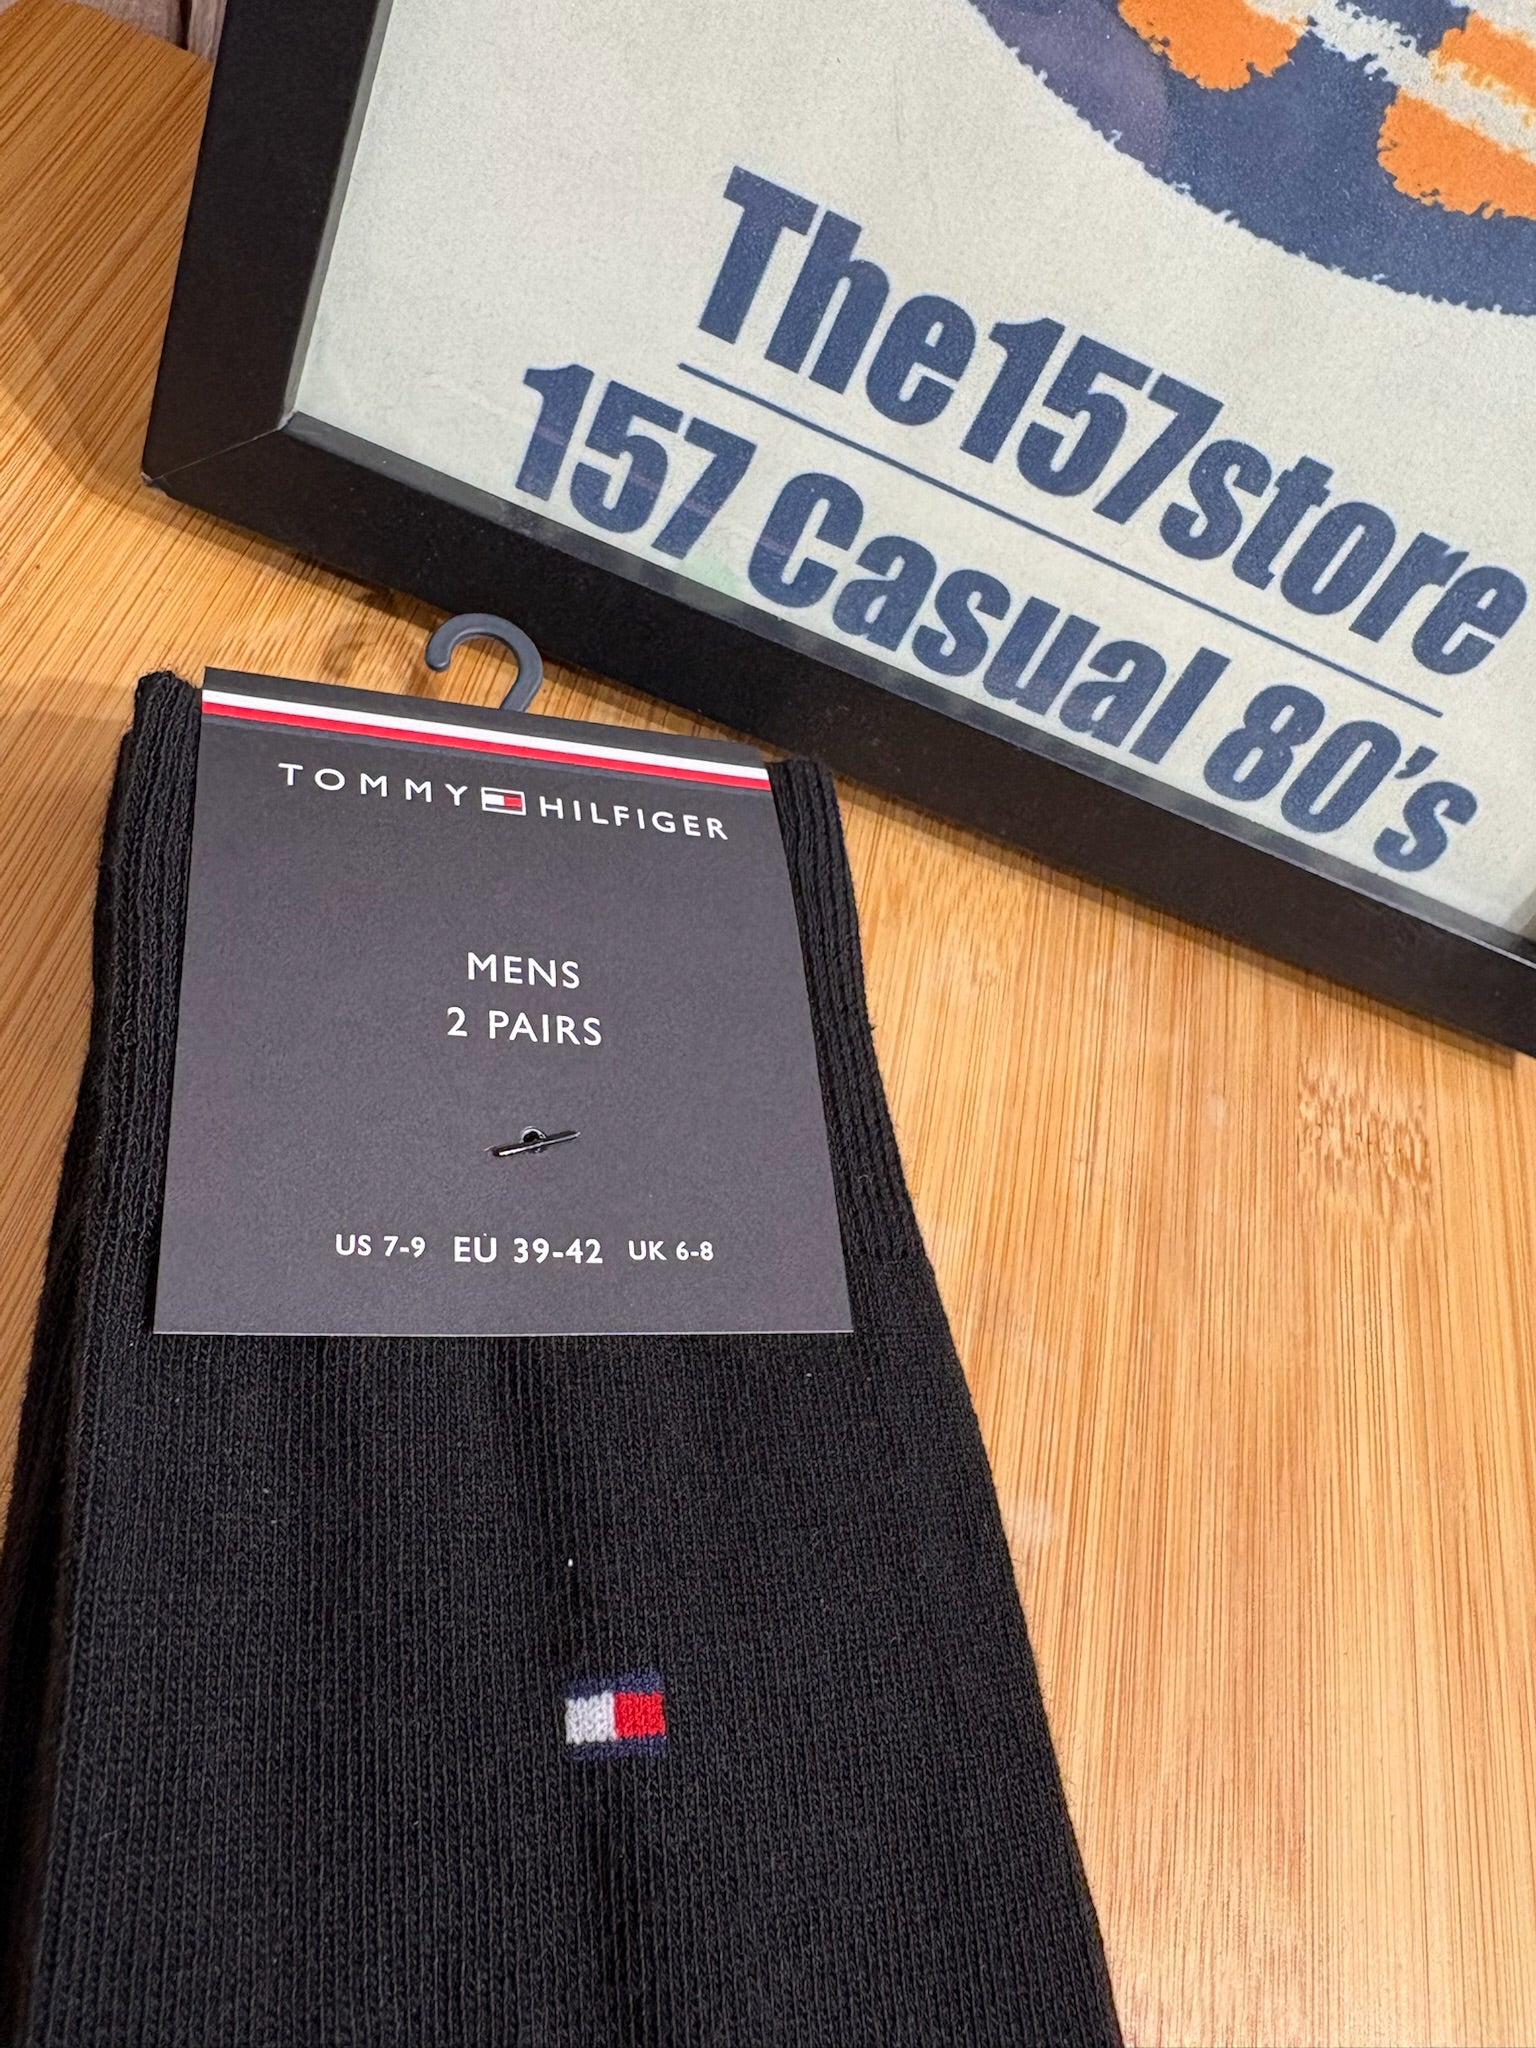 The157store
157 Casual 80's
TOMMY HILFIGER
MENS
2 PAIRS
US 7-9 EU 39-42 UK 6-8